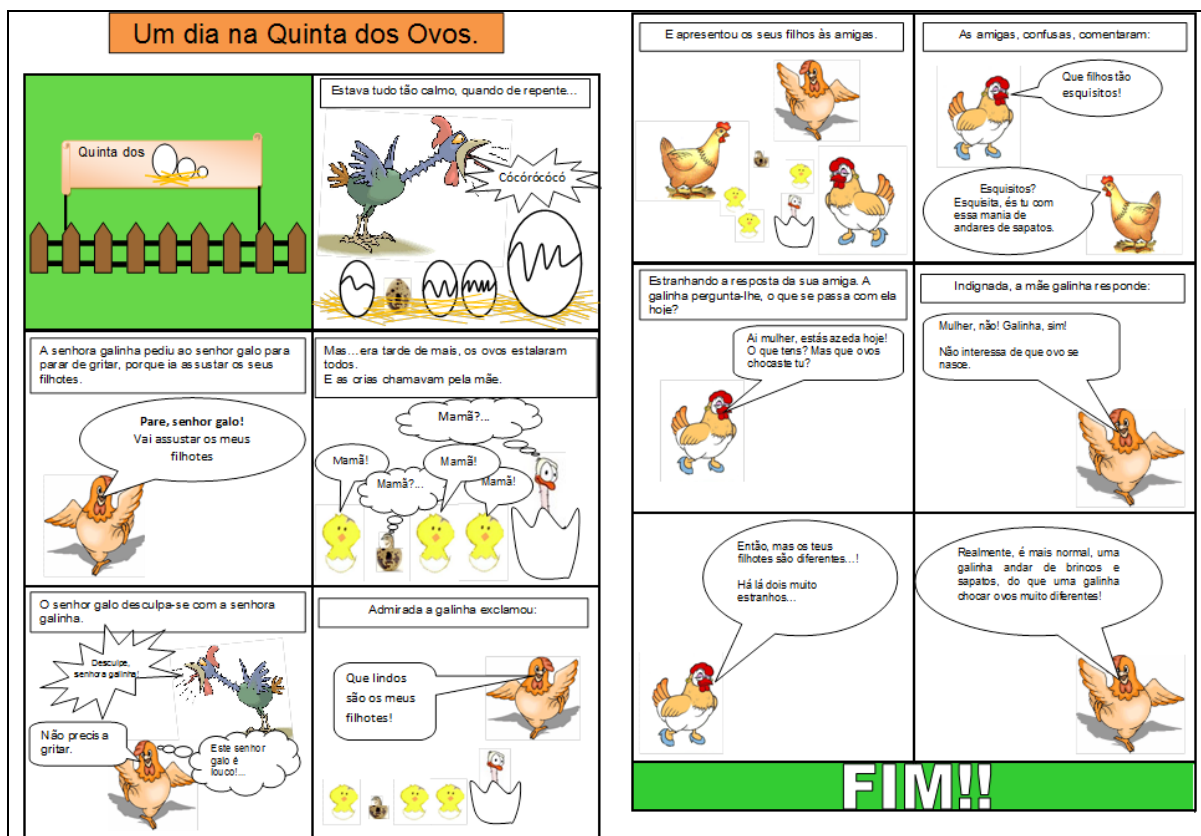 Um dia na Quinta dos Ovos.
Quinta dos
Estava tudo tão calmo, quando de repente...
Cócórócócó
A senhora galinha pediu ao senhor galo para
parar de gritar, porque ia assustar os seus
filhotes.
Pare, senhor galo!
Vai assustar os meus
filhotes
Mas...era tarde de mais, os ovos estalaram
todos.
E as crias chamavam pela mãe.
Mamã?...
Mamã!
Mamã?...
Mamã!
Mamã!
O senhor galo desculpa-se com a senhora
galinha.
Desculpe,
senhora galinha!
Não precisa
gritar.
Este senhor
galo é
louco!...
Admirada a galinha exclamou:
Que lindos
são os meus
filhotes!
E apresentou os seus filhos às amigas.
As amigas, confusas, comentaram:
Que filhos tão
esquisitos!
Esquisitos?
Esquisita, és tu com
essa mania de
andares de sapatos.
Estranhando a resposta da sua amiga. A
galinha pergunta-lhe, o que se passa com ela
hoje?
Ai mulher, estás azeda hoje!
O que tens? Mas que ovos
chocaste tu?
Indignada, a mãe galinha responde:
Mulher, não! Galinha, sim!
Não interessa de que ovo se
nasce.
Então, mas os teus
filhotes são diferentes...!
Há lá dois muito
estranhos...
Realmente, é mais normal, uma
galinha andar de brincos e
sapatos, do que uma galinha
chocar ovos muito diferentes!
FIM!!